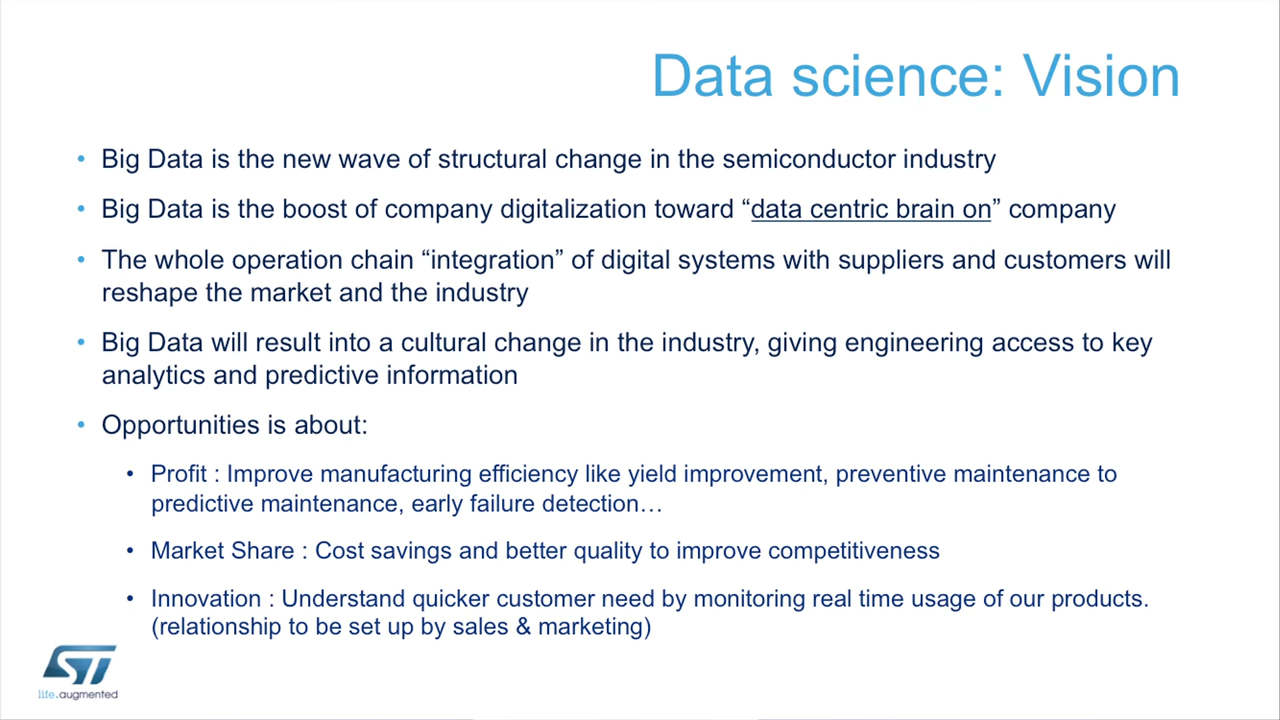 Data science: Vision
• Big Data is the new wave of structural change in the semiconductor industry
• Big Data is the boost of company digitalization toward “data centric brain on” company
• The whole operation chain “integration” of digital systems with suppliers and customers will
reshape the market and the industry
• Big Data will result into a cultural change in the industry, giving engineering access to key
analytics and predictive information
• Opportunities is about:
• Profit : Improve manufacturing efficiency like yield improvement, preventive maintenance to
predictive maintenance, early failure detection…
• Market Share : Cost savings and better quality to improve competitiveness
• Innovation : Understand quicker customer need by monitoring real time usage of our products.
(relationship to be set up by sales & marketing)
ST
life.augmented